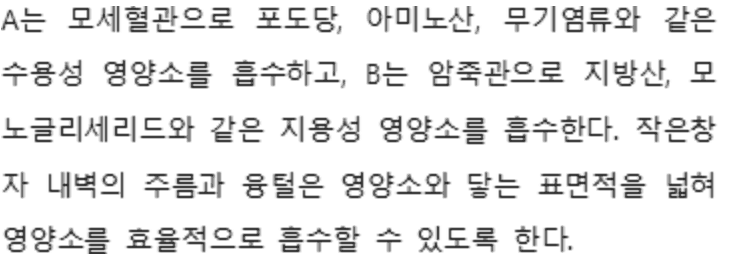 A는 모세혈관으로 포도당, 아미노산, 무기염류와 같은
수용성 영양소를 흡수하고, B는 암죽관으로 지방산, 모
노글리세리드와 같은 지용성 영양소를 흡수한다. 작은창
자 내벽의 주름과 융털은 영양소와 닿는 표면적을 넓혀
영양소를 효율적으로 흡수할 수 있도록 한다.